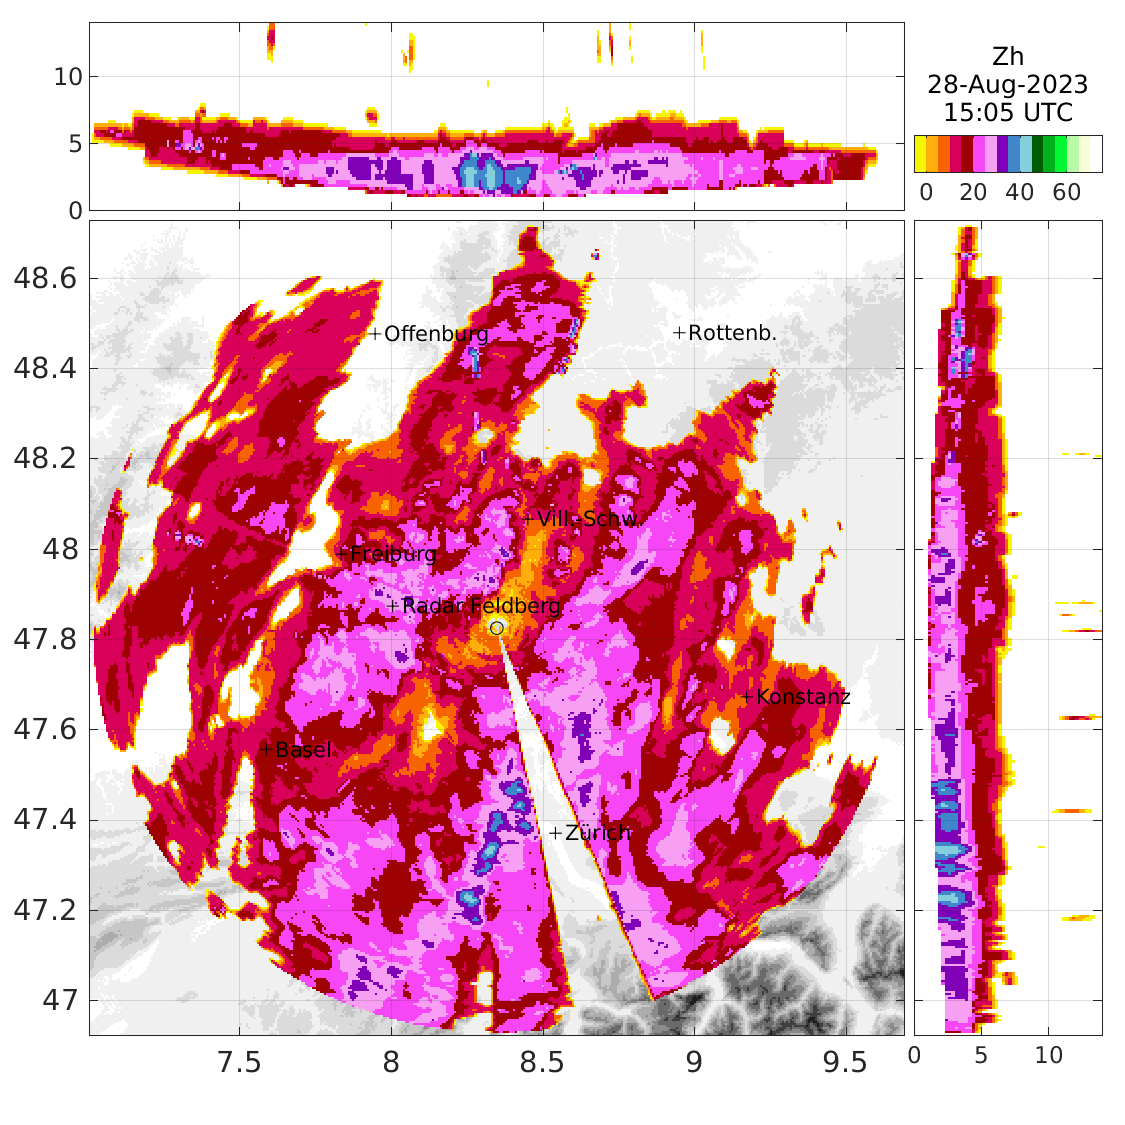 10
5
0
Zh
28-Aug-2023
15:05 UTC
0 20 40 60
48.6
48.4
48.2
48
47.8
47.6
47.4
47.2
47
+Offenburg
+Rottenb.
+Vill.-Schw.
+Freiburg
+Radar Feldberg
+Konstanz
+Basel
+Zürich
7.5 8 8.5 9 9.5
0 5 10